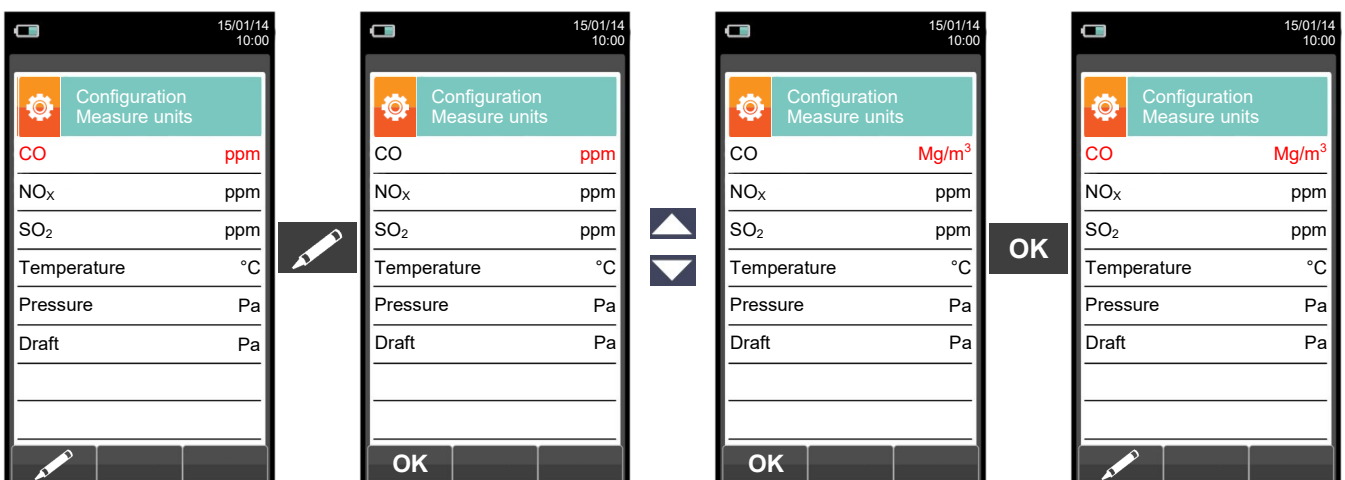 15/01/14
10:00
Configuration
Measure units
CO ppm
NOX ppm
SO2 ppm
Temperature °C
Pressure Pa
Draft Pa
15/01/14
10:00
Configuration
Measure units
CO ppm
NOX ppm
SO2 ppm
Temperature °C
Pressure Pa
Draft Pa
OK
15/01/14
10:00
Configuration
Measure units
CO Mg/m³
NOX ppm
SO2 ppm
Temperature °C
Pressure Pa
Draft Pa
OK
OK
15/01/14
10:00
Configuration
Measure units
CO Mg/m³
NOX ppm
SO2 ppm
Temperature °C
Pressure Pa
Draft Pa